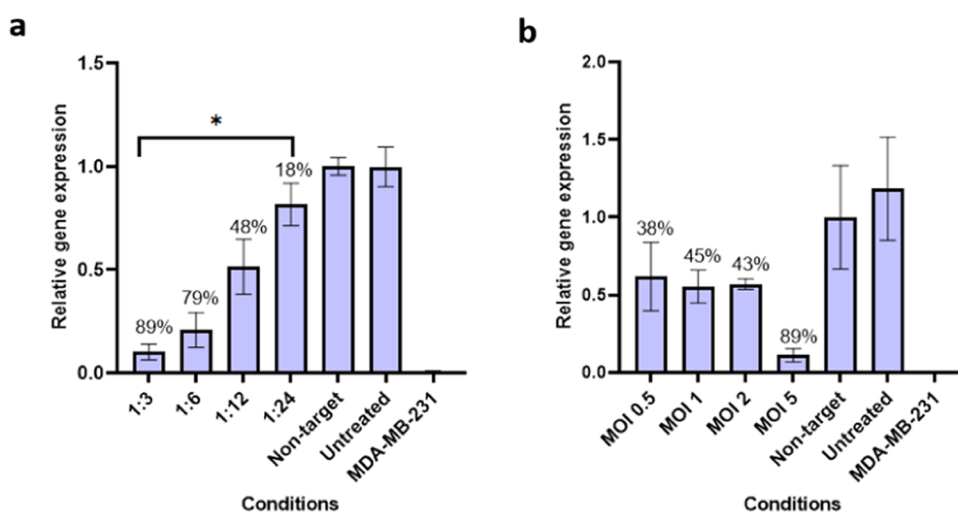 a
1.5
1.0
0.5
0.0
Relative gene expression
*
89%
79%
48%
18%
1:3
1:6
1:12
1:24
Non-target
Untreated
MDA-MB-231
Conditions
b
2.0
1.5
1.0
0.5
0.0
Relative gene expression
38%
45%
43%
89%
MOI 0.5
MOI 1
MOI 2
MOI 5
Non-target
Untreated
MDA-MB-231
Conditions